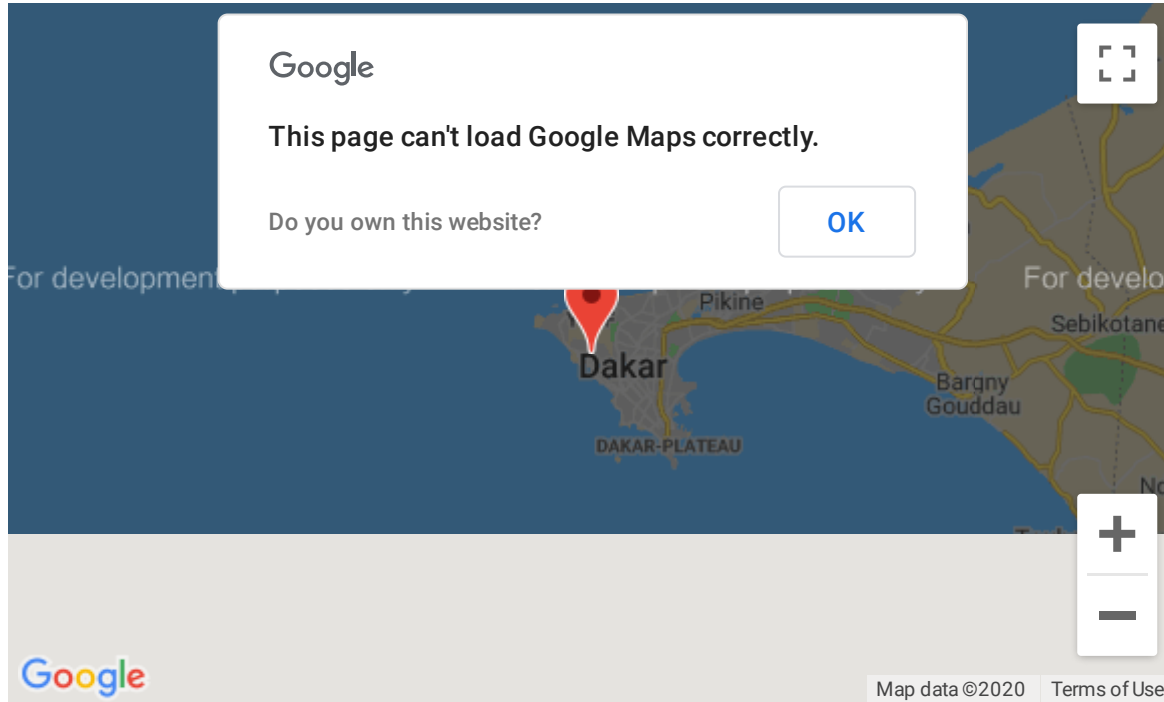 Google
This page can't load Google Maps correctly.
Do you own this website?
OK
For developmen
For develo
Pikine
Sebikotane
Dakar
Bargny
Gouddau
DAKAR-PLATEAU
Google
Map data ©2020
Terms of Use